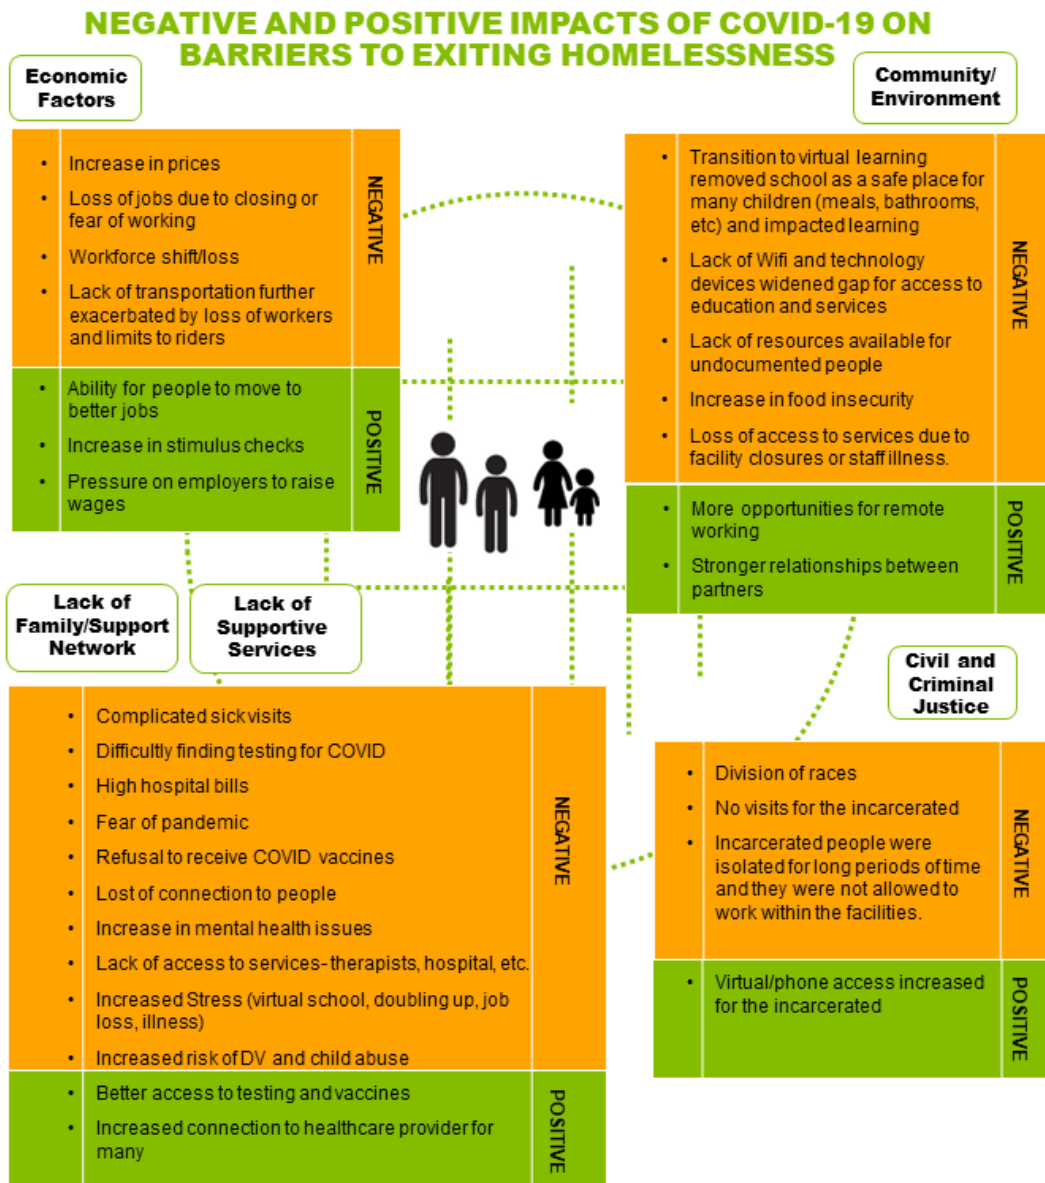 NEGATIVE AND POSITIVE IMPACTS OF COVID-19 ON
BARRIERS TO EXITING HOMELESSNESS
Economic
Factors
• Increase in prices
• Loss of jobs due to closing or
fear of working
• Workforce shift/loss
• Lack of transportation further
exacerbated by loss of workers
and limits to riders
NEGATIVE
• Ability for people to move to
better jobs
• Increase in stimulus checks
• Pressure on employers to raise
wages
POSITIVE
Community/
Environment
• Transition to virtual learning
removed school as a safe place for
many children (meals, bathrooms,
etc) and impacted learning
• Lack of Wifi and technology
devices widened gap for access to
education and services
• Lack of resources available for
undocumented people
• Increase in food insecurity
• Loss of access to services due to
facility closures or staff illness.
NEGATIVE
• More opportunities for remote
working
• Stronger relationships between
partners
POSITIVE
Lack of
Family/Support
Network
Lack of
Supportive
Services
• Complicated sick visits
• Difficultly finding testing for COVID
• High hospital bills
• Fear of pandemic
• Refusal to receive COVID vaccines
• Lost of connection to people
• Increase in mental health issues
• Lack of access to services- therapists, hospital, etc.
• Increased Stress (virtual school, doubling up, job
loss, illness)
• Increased risk of DV and child abuse
NEGATIVE
• Better access to testing and vaccines
• Increased connection to healthcare provider for
many
POSITIVE
Civil and
Criminal
Justice
• Division of races
• No visits for the incarcerated
• Incarcerated people were
isolated for long periods of time
and they were not allowed to
work within the facilities.
NEGATIVE
• Virtual/phone access increased
for the incarcerated
POSITIVE